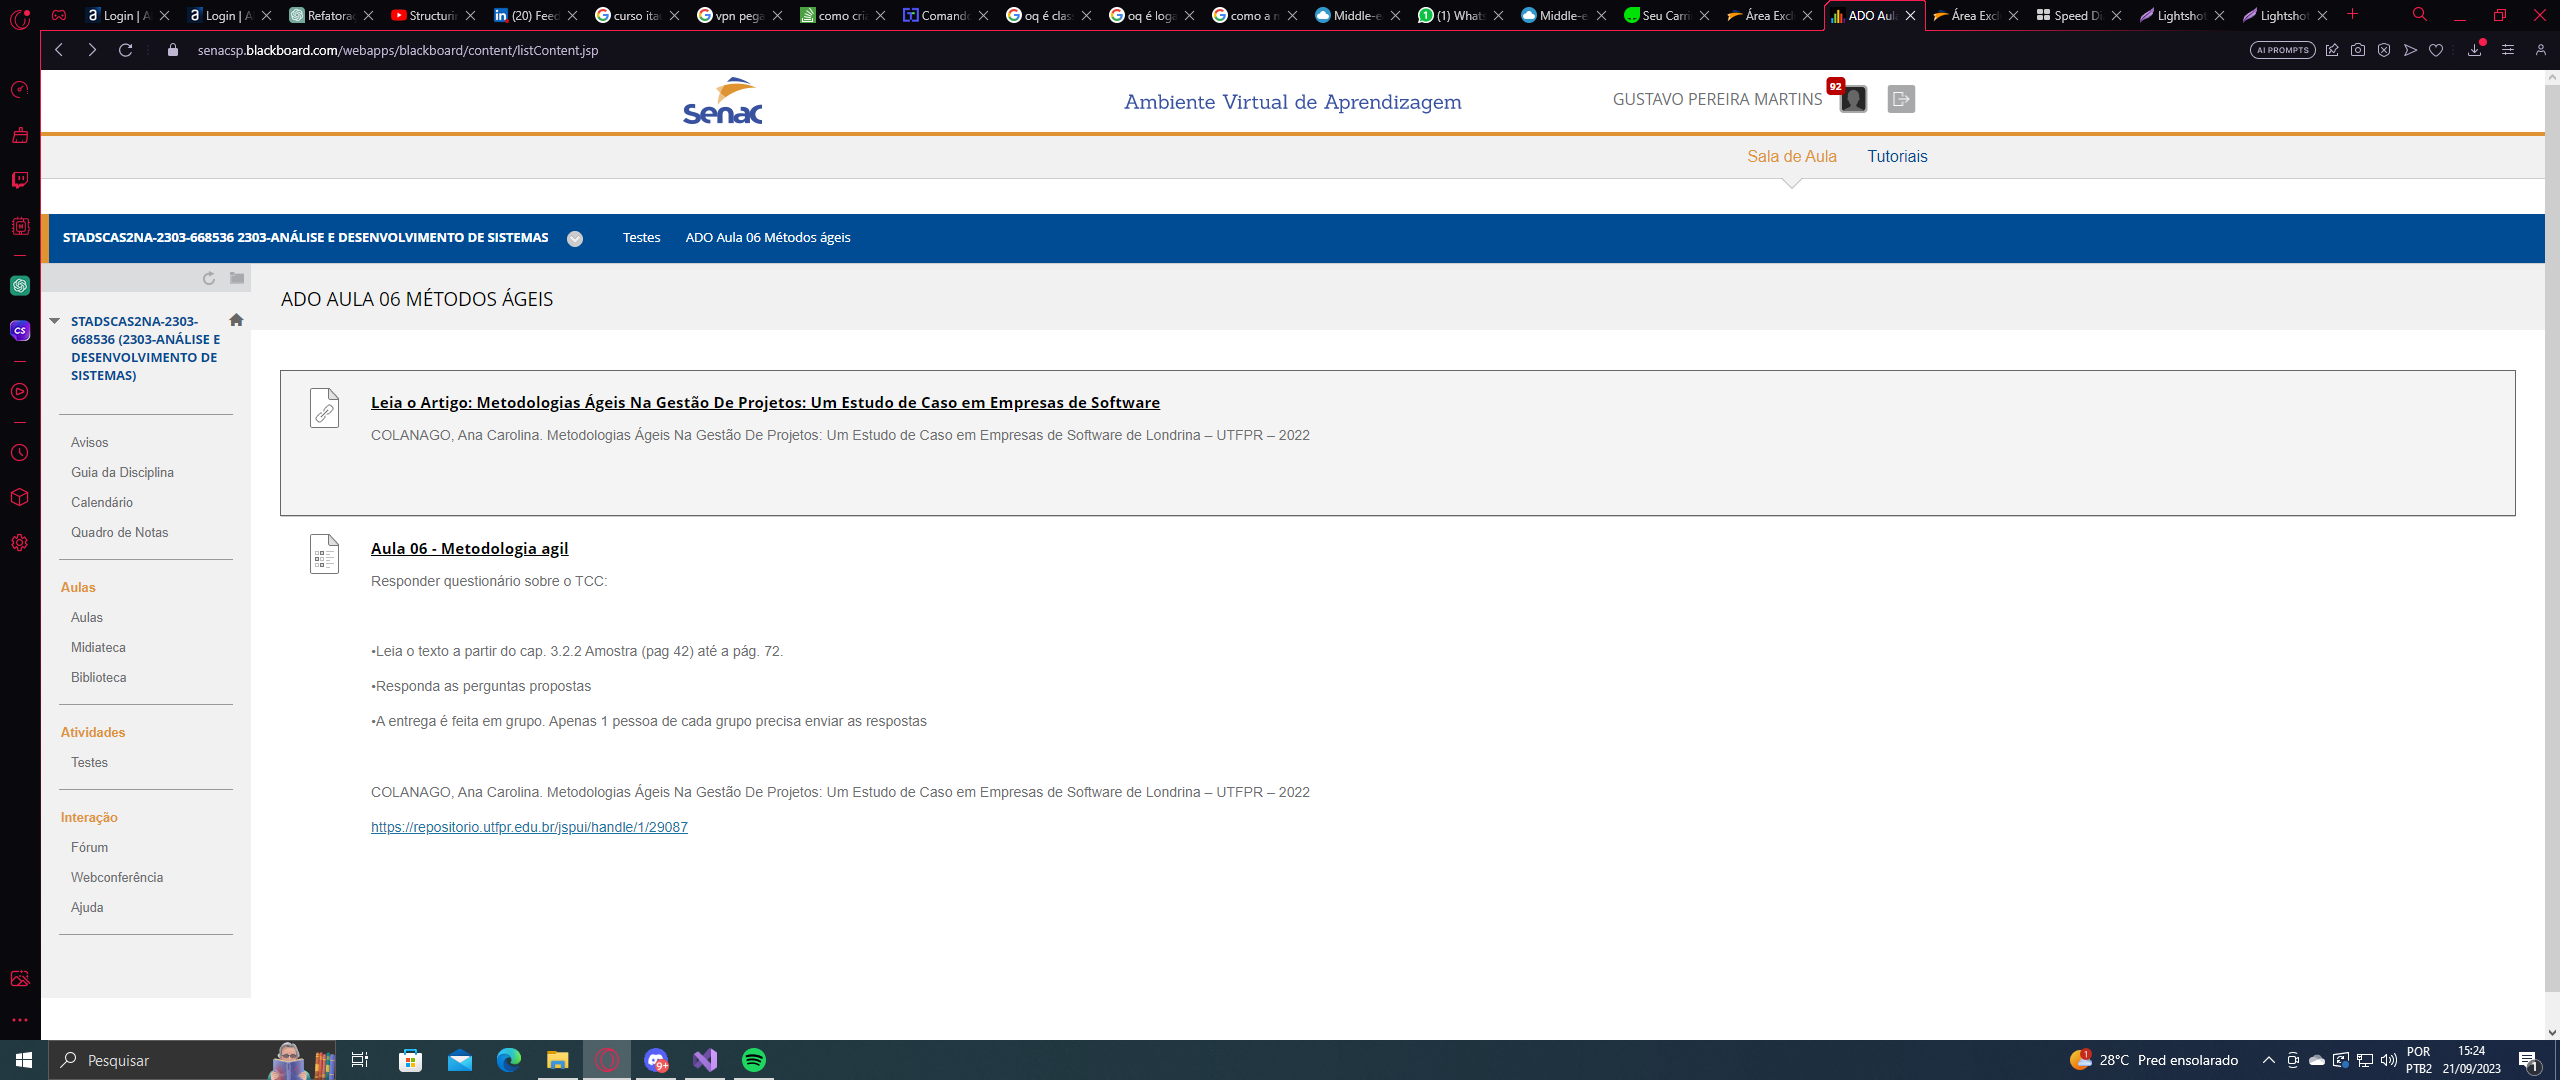 Login | A
Login | A
Refatora
Structuri
(20) Feed
curso itaú
vpn pega
como cri
Comando
oq é clas
oq é loga
como a n
Middle-e
(1) Whats
Middle-e
Seu Carri
Área Excl
ADO Aula
Área Excl
Speed Di
Lightshot
Lightshot
senacsp.blackboard.com/webapps/blackboard/content/listContent.jsp
AI PROMPTS
senac
Ambiente Virtual de Aprendizagem
GUSTAVO PEREIRA MARTINS
92
Sala de Aula
Tutoriais
STADSCAS2NA-2303-668536 2303-ANÁLISE E DESENVOLVIMENTO DE SISTEMAS
Testes
ADO Aula 06 Métodos ágeis
STADSCAS2NA-2303-
668536 (2303-ANÁLISE E
DESENVOLVIMENTO DE
SISTEMAS)
Avisos
Guia da Disciplina
Calendário
Quadro de Notas
Aulas
Aulas
Midiateca
Biblioteca
Atividades
Testes
Interação
Fórum
Webconferência
Ajuda
ADO AULA 06 MÉTODOS ÁGEIS
Leia o Artigo: Metodologias Ágeis Na Gestão De Projetos: Um Estudo de Caso em Empresas de Software
COLANAGO, Ana Carolina. Metodologias Ágeis Na Gestão De Projetos: Um Estudo de Caso em Empresas de Software de Londrina – UTFPR – 2022
Aula 06 - Metodologia agil
Responder questionário sobre o TCC:
•Leia o texto a partir do cap. 3.2.2 Amostra (pag 42) até a pág. 72.
•Responda as perguntas propostas
•A entrega é feita em grupo. Apenas 1 pessoa de cada grupo precisa enviar as respostas
COLANAGO, Ana Carolina. Metodologias Ágeis Na Gestão De Projetos: Um Estudo de Caso em Empresas de Software de Londrina – UTFPR – 2022
https://repositorio.utfpr.edu.br/jspui/handle/1/29087
CS
Pesquisar
9+
1
28°C Pred ensolarado
POR
PTB2
15:24
21/09/2023
1